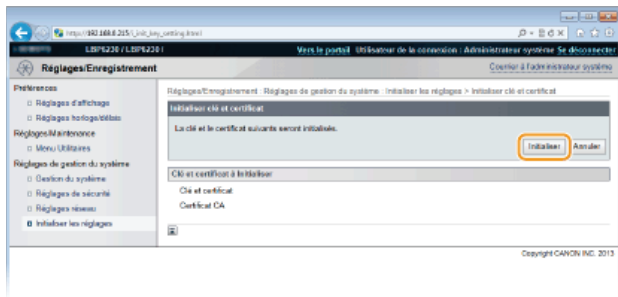 LBP6230 / LBP6230
Vers le portail Utilisateur de la connexion : Administrateur système Se déconnecter
Réglages/Enregistrement
Courrier à l'administrateur système
Préférences
Réglages d'affichage
Réglages horloge/délais
Réglages/Maintenance
Menu Utilitaires
Réglages de gestion du système
Gestion du système
Réglages de sécurité
Réglages réseau
Initialiser les réglages
Réglages/Enregistrement : Réglages de gestion du système : Initialiser les réglages > Initialiser clé et certificat
Initialiser clé et certificat
La clé et le certificat suivants seront initialisés.
Initialiser
Annuler
Clé et certificat à initialiser
Clé et certificat
Certificat CA
Copyright CANON INC. 2013